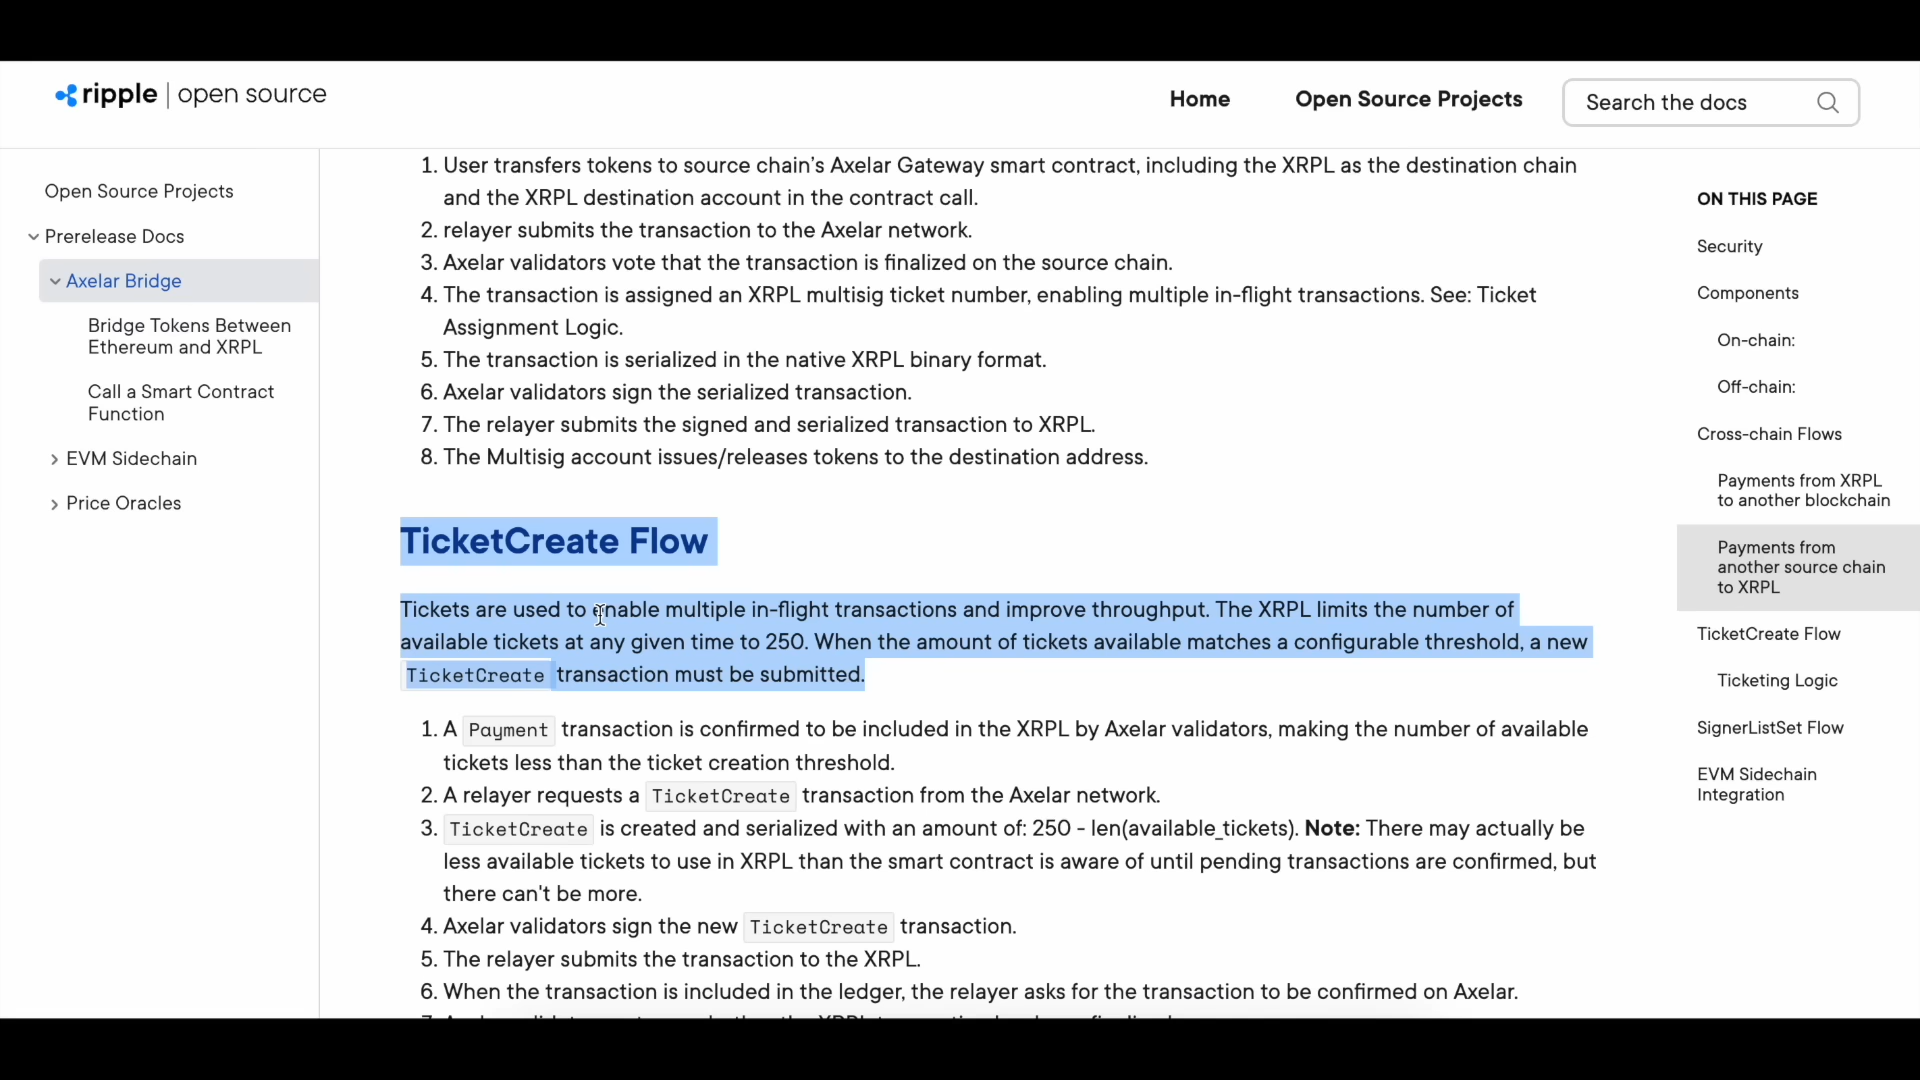 ripple | open source
Home
Open Source Projects
Search the docs
Open Source Projects
Prerelease Docs
Axelar Bridge
Bridge Tokens Between
Ethereum and XRPL
Call a Smart Contract
Function
EVM Sidechain
Price Oracles
1. User transfers tokens to source chain’s Axelar Gateway smart contract, including the XRPL as the destination chain
and the XRPL destination account in the contract call.
2. relayer submits the transaction to the Axelar network.
3. Axelar validators vote that the transaction is finalized on the source chain.
4. The transaction is assigned an XRPL multisig ticket number, enabling multiple in-flight transactions. See: Ticket
Assignment Logic.
5. The transaction is serialized in the native XRPL binary format.
6. Axelar validators sign the serialized transaction.
7. The relayer submits the signed and serialized transaction to XRPL.
8. The Multisig account issues/releases tokens to the destination address.
TicketCreate Flow
Tickets are used to enable multiple in-flight transactions and improve throughput. The XRPL limits the number of
available tickets at any given time to 250. When the amount of tickets available matches a configurable threshold, a new
TicketCreate transaction must be submitted.
1. A Payment transaction is confirmed to be included in the XRPL by Axelar validators, making the number of available
tickets less than the ticket creation threshold.
2. A relayer requests a TicketCreate transaction from the Axelar network.
3. TicketCreate is created and serialized with an amount of: 250 - len(available_tickets). Note: There may actually be
less available tickets to use in XRPL than the smart contract is aware of until pending transactions are confirmed, but
there can't be more.
4. Axelar validators sign the new TicketCreate transaction.
5. The relayer submits the transaction to the XRPL.
6. When the transaction is included in the ledger, the relayer asks for the transaction to be confirmed on Axelar.
ON THIS PAGE
Security
Components
On-chain:
Off-chain:
Cross-chain Flows
Payments from XRPL
to another blockchain
Payments from
another source chain
to XRPL
TicketCreate Flow
Ticketing Logic
SignerListSet Flow
EVM Sidechain
Integration